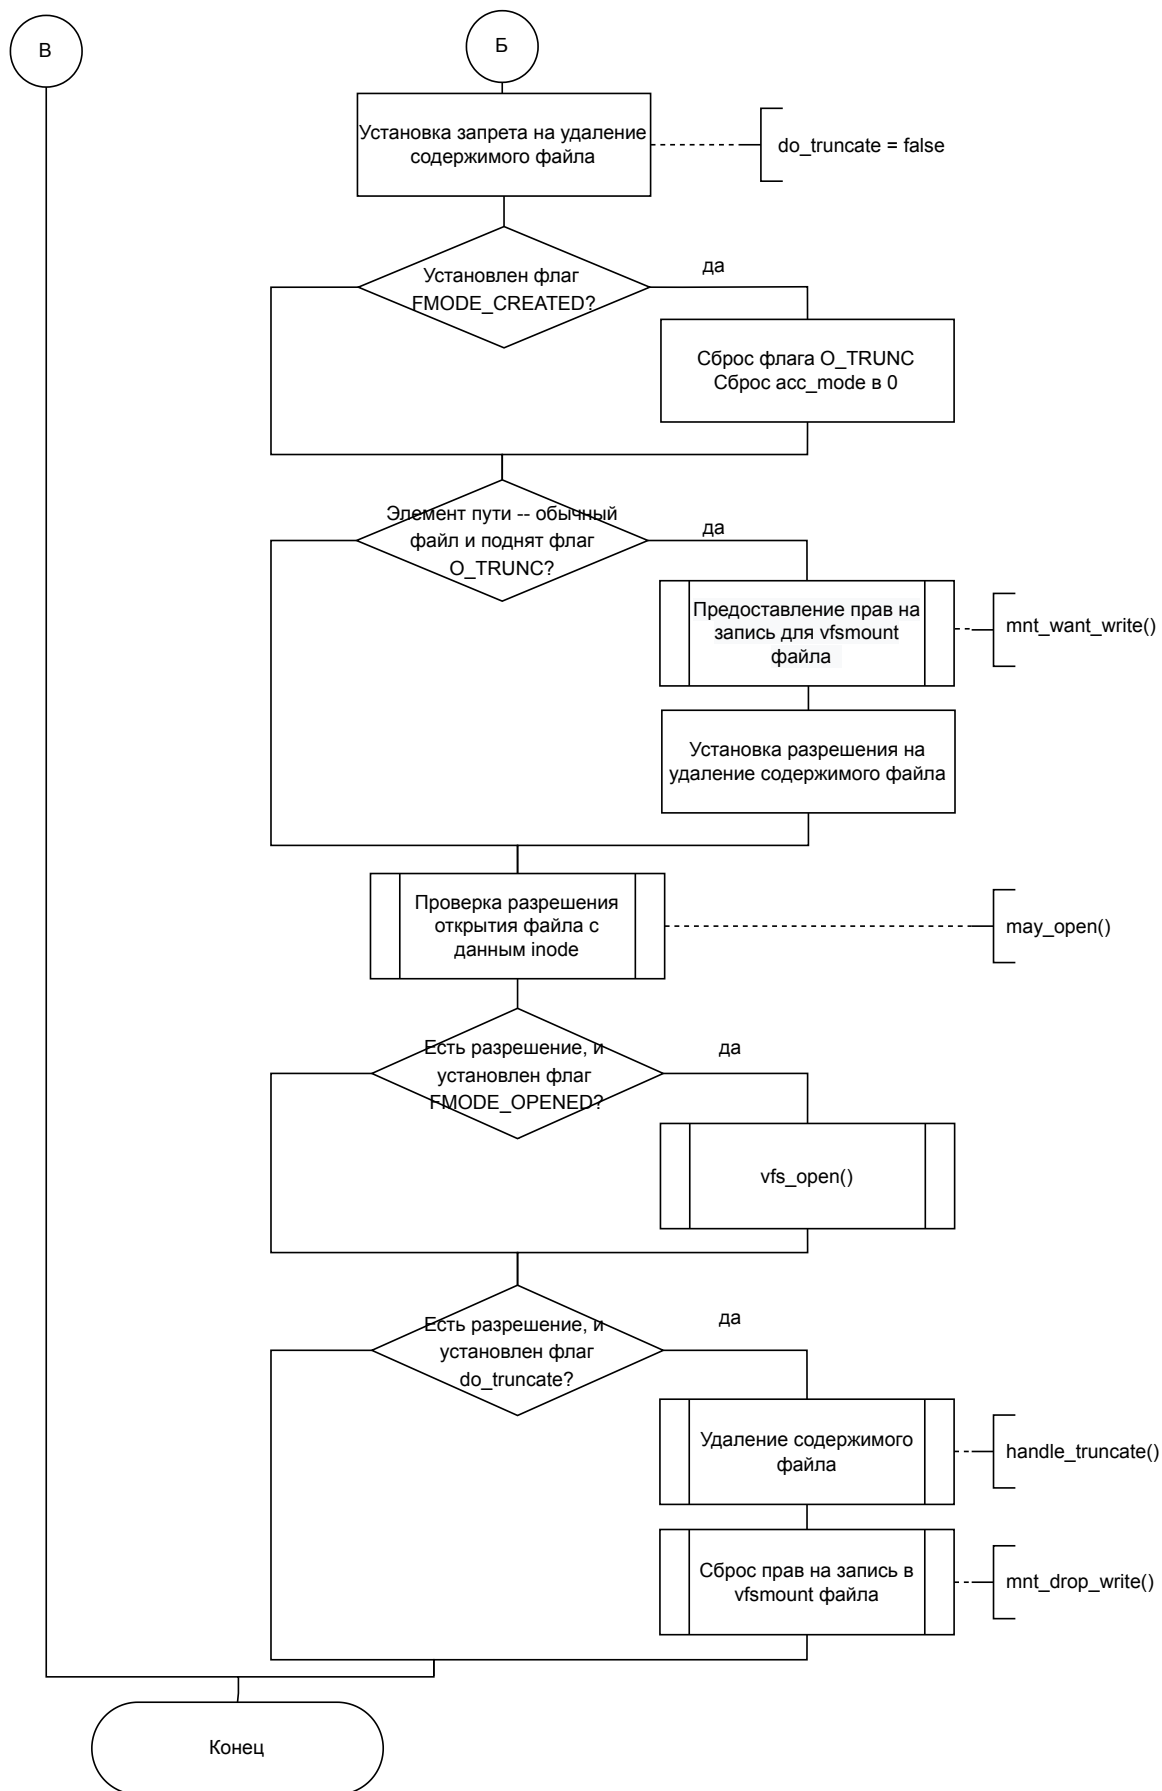 В
Б
Установка запрета на удаление
содержимого файла
do_truncate = false
Установлен флаг
FMODE_CREATED?
да
Сброс флага O_TRUNC
Сброс acc_mode в 0
Элемент пути -- обычный
файл и поднят флаг
O_TRUNC?
да
Предоставление прав на
запись для vfsmount
файла
mnt_want_write()
Установка разрешения на
удаление содержимого файла
Проверка разрешения
открытия файла с
данным inode
may_open()
Есть разрешение, и
установлен флаг
FMODE_OPENED?
да
vfs_open()
Есть разрешение, и
установлен флаг
do_truncate?
да
Удаление содержимого
файла
handle_truncate()
Сброс прав на запись в
vfsmount файла
mnt_drop_write()
Конец